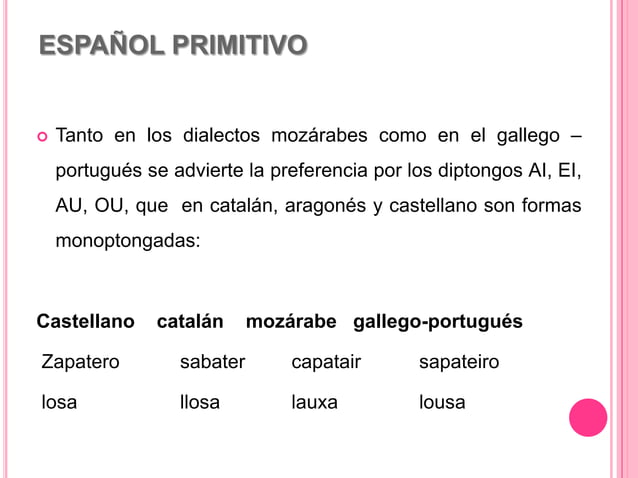 ESPAÑOL PRIMITIVO
Tanto en los dialectos mozárabes como en el gallego –
portugués se advierte la preferencia por los diptongos AI, EI,
AU, OU, que en catalán, aragonés y castellano son formas
monoptongadas:
Castellano catalán mozárabe gallego-portugués
Zapatero sabater capatair sapateiro
losa llosa lauxa lousa